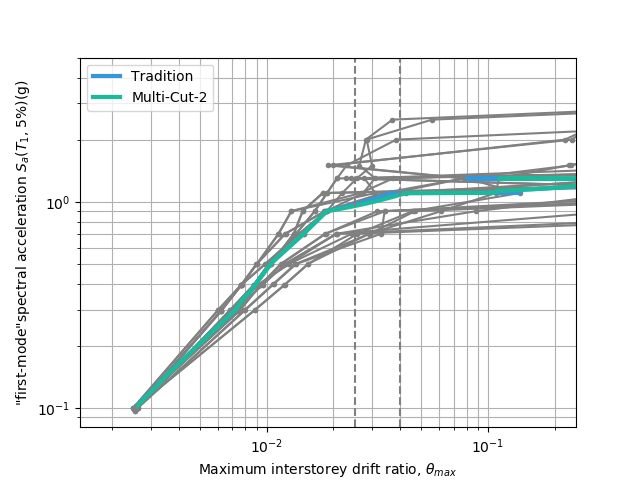 Tradition
Multi-Cut-2
"first-mode"spectral acceleration $S_a(T_1, 5\%)$(g)
$10^0$
$10^{-1}$
$10^{-2}$
$10^{-1}$
Maximum interstorey drift ratio, $\theta_{max}$